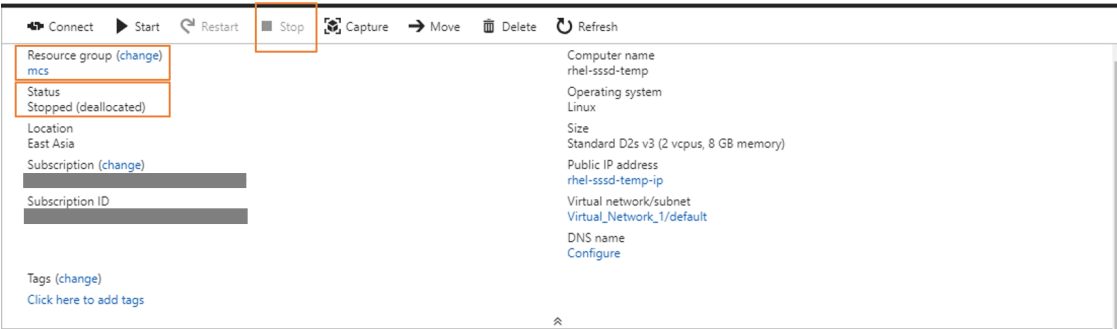 Connect Start Restart Stop Capture Move Delete Refresh
Resource group (change)
mcs
Status
Stopped (deallocated)
Location
East Asia
Subscription (change)
Subscription ID
Tags (change)
Click here to add tags
Computer name
rhel-sssd-temp
Operating system
Linux
Size
Standard D2s v3 (2 vcpus, 8 GB memory)
Public IP address
rhel-sssd-temp-ip
Virtual network/subnet
Virtual_Network_1/default
DNS name
Configure